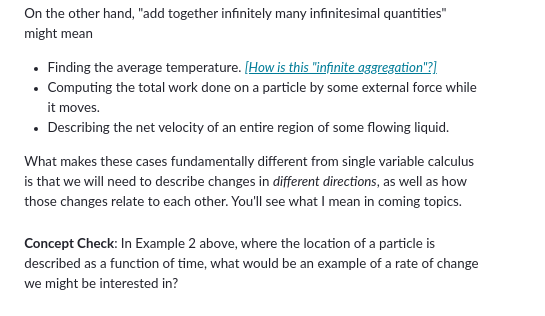 On the other hand, "add together infinitely many infinitesimal quantities"
might mean
• Finding the average temperature. [How is this "infinite aggregation"?]
• Computing the total work done on a particle by some external force while
it moves.
• Describing the net velocity of an entire region of some flowing liquid.
What makes these cases fundamentally different from single variable calculus
is that we will need to describe changes in different directions, as well as how
those changes relate to each other. You'll see what I mean in coming topics.
Concept Check: In Example 2 above, where the location of a particle is
described as a function of time, what would be an example of a rate of change
we might be interested in?